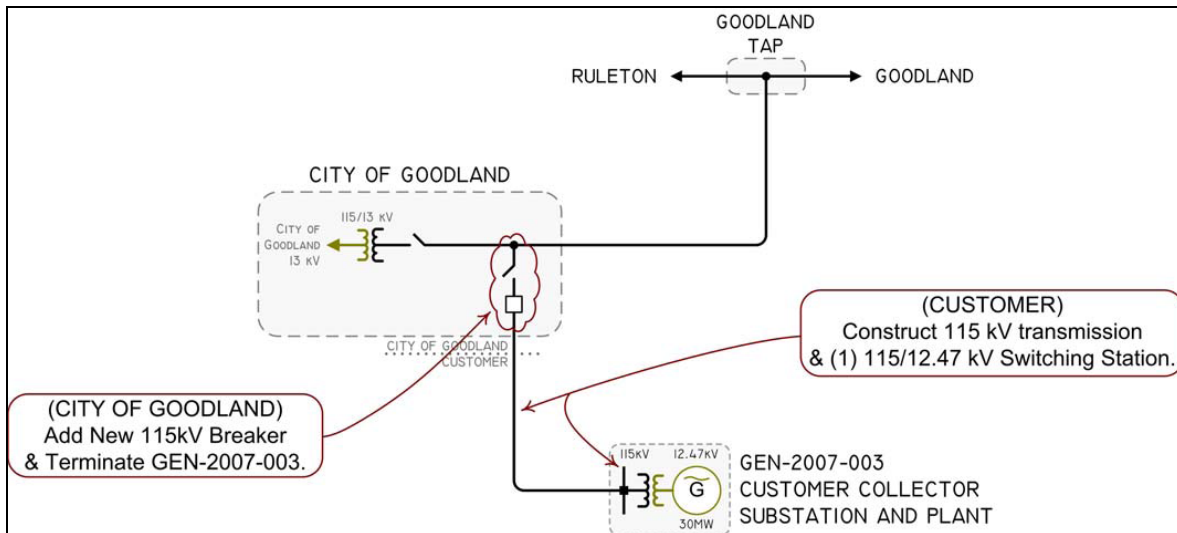 GOODLAND
TAP
RULETON
GOODLAND
CITY OF GOODLAND
115/13 kV
CITY OF
GOODLAND
13 kV
(CUSTOMER)
Construct 115 kV transmission
& (1) 115/12.47 kV Switching Station.
CITY OF GOODLAND
CUSTOMER
(CITY OF GOODLAND)
Add New 115kV Breaker
& Terminate GEN-2007-003.
115kV
12.47kV
G
30MW
GEN-2007-003
CUSTOMER COLLECTOR
SUBSTATION AND PLANT